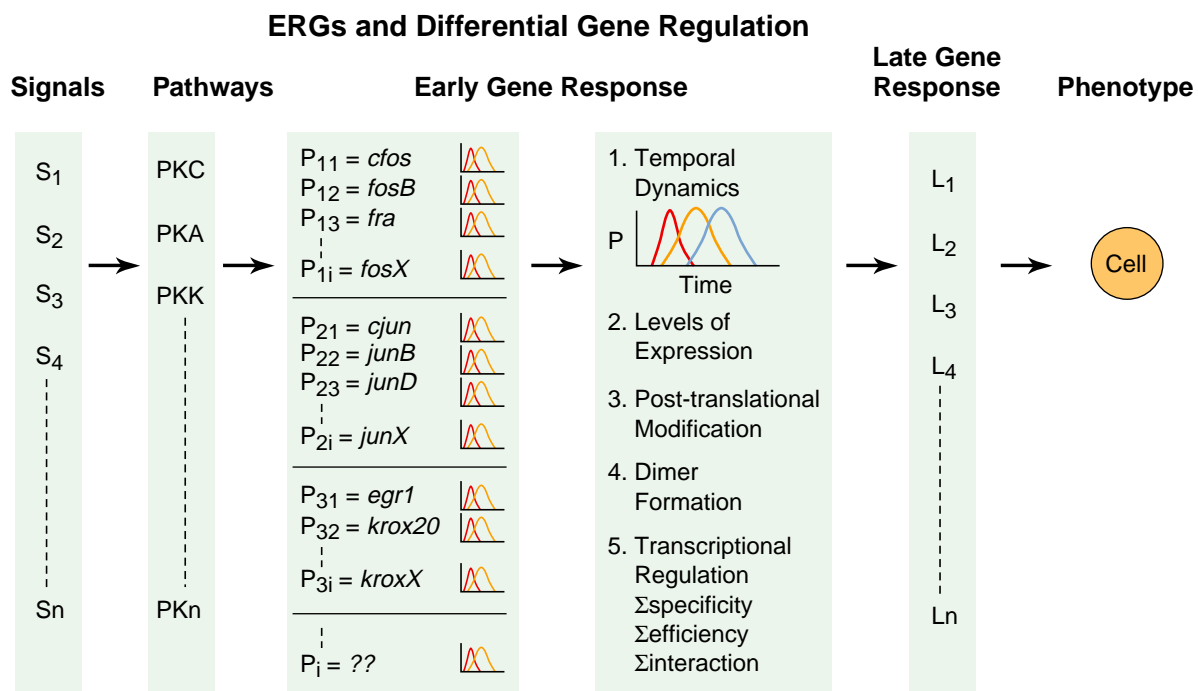 ERGs and Differential Gene Regulation
Signals
Pathways
Early Gene Response
Late Gene
Response
Phenotype
S1
S2
S3
S4
Sn
PKC
PKA
PKK
PKn
P11 = cfos
P12 = fosB
P13 = fra
P1i = fosX
P21 = cjun
P22 = junB
P23 = junD
P2i = junX
P31 = egr1
P32 = krox20
P3i = kroxX
Pi = ??
1. Temporal
Dynamics
P
Time
2. Levels of
Expression
3. Post-translational
Modification
4. Dimer
Formation
5. Transcriptional
Regulation
Σspecificity
Σefficiency
Σinteraction
L1
L2
L3
L4
Ln
Cell